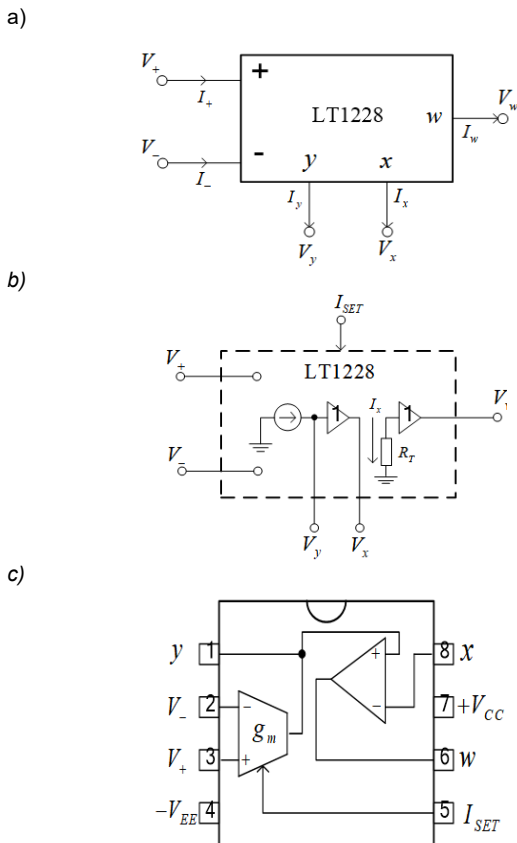 a)
V+
I+
+
LT1228
w
Vw
Iw
V-
I-
-
y
x
Iy
Ix
Vy
Vx
b)
ISET
V+
LT1228
1
Ix
1
RT
V-
Vy
Vx
c)
y
1
+
8
x
V-
2
-
gm
-
7
+VCC
V+
3
+
6
w
-VEE
4
5
ISET